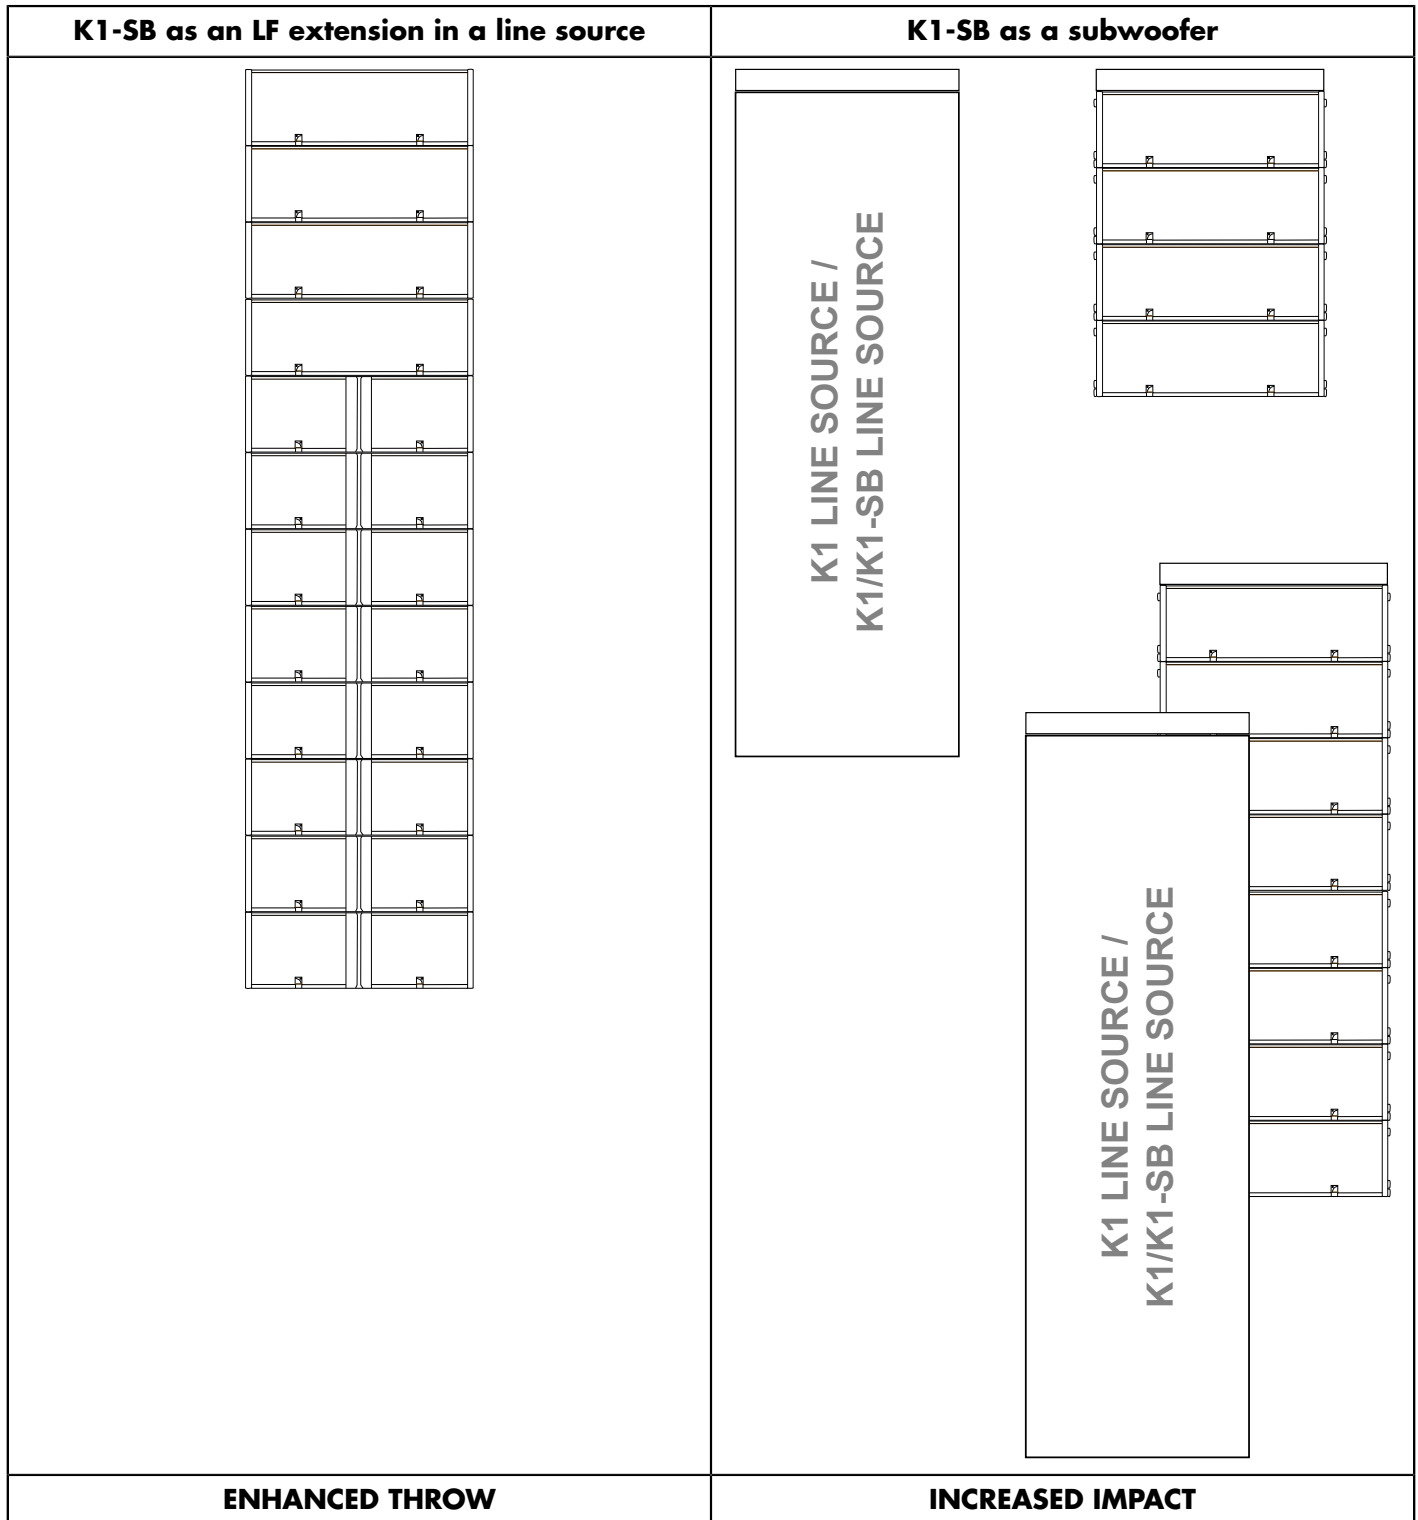 K1-SB as an LF extension in a line source
K1-SB as a subwoofer
K1 LINE SOURCE /
K1/K1-SB LINE SOURCE
K1 LINE SOURCE /
K1/K1-SB LINE SOURCE
ENHANCED THROW
INCREASED IMPACT